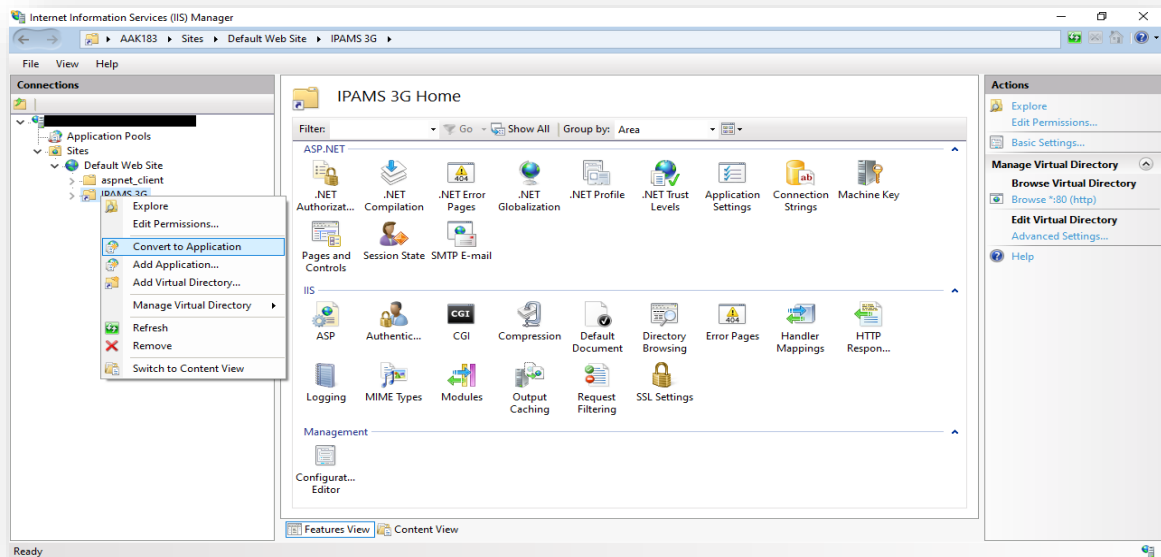 Internet Information Services (IIS) Manager
AAK183 Sites Default Web Site IPAMS 3G
File View Help
Connections
Application Pools
Sites
Default Web Site
aspnet_client
IPAMS 3G
Explore
Edit Permissions...
Convert to Application
Add Application...
Add Virtual Directory...
Manage Virtual Directory
Refresh
Remove
Switch to Content View
IPAMS 3G Home
Filter: Go Show All Group by: Area
ASP.NET
.NET Authorizat...
.NET Compilation
.NET Error Pages
.NET Globalization
.NET Profile
.NET Trust Levels
Application Settings
Connection Strings
Machine Key
Pages and Controls
Session State
SMTP E-mail
IIS
ASP
Authentic...
CGI
Compression
Default Document
Directory Browsing
Error Pages
Handler Mappings
HTTP Respon...
Logging
MIME Types
Modules
Output Caching
Request Filtering
SSL Settings
Management
Configurat... Editor
Features View Content View
Actions
Explore
Edit Permissions...
Basic Settings...
Manage Virtual Directory
Browse Virtual Directory
Browse *:80 (http)
Edit Virtual Directory
Advanced Settings...
Help
Ready